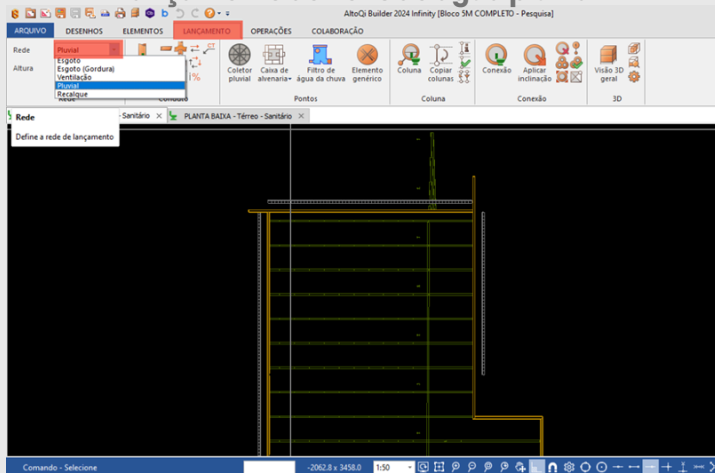 AltoQi Builder 2024 Infinity [Bloco SM COMPLETO - Pesquisa]
ARQUIVO DESENHOS ELEMENTOS LANÇAMENTO OPERAÇÕES COLABORAÇÃO
Rede Pluvial
Esgoto
Esgoto (Gordura)
Ventilação
Pluvial
Recalque
Altura
%
Coletor pluvial
Caixa de alvenaria
Filtro de água da chuva
Elemento genérico
Coluna
Copiar colunas
Conexão
Aplicar inclinação
Visão 3D geral
Rede Conduto Pontos Coluna Conexão 3D
- Sanitário × PLANTA BAIXA - Térreo - Sanitário ×
Rede
Define a rede de lançamento
Comando - Selecione -2062.8 x 3458.0 1:50